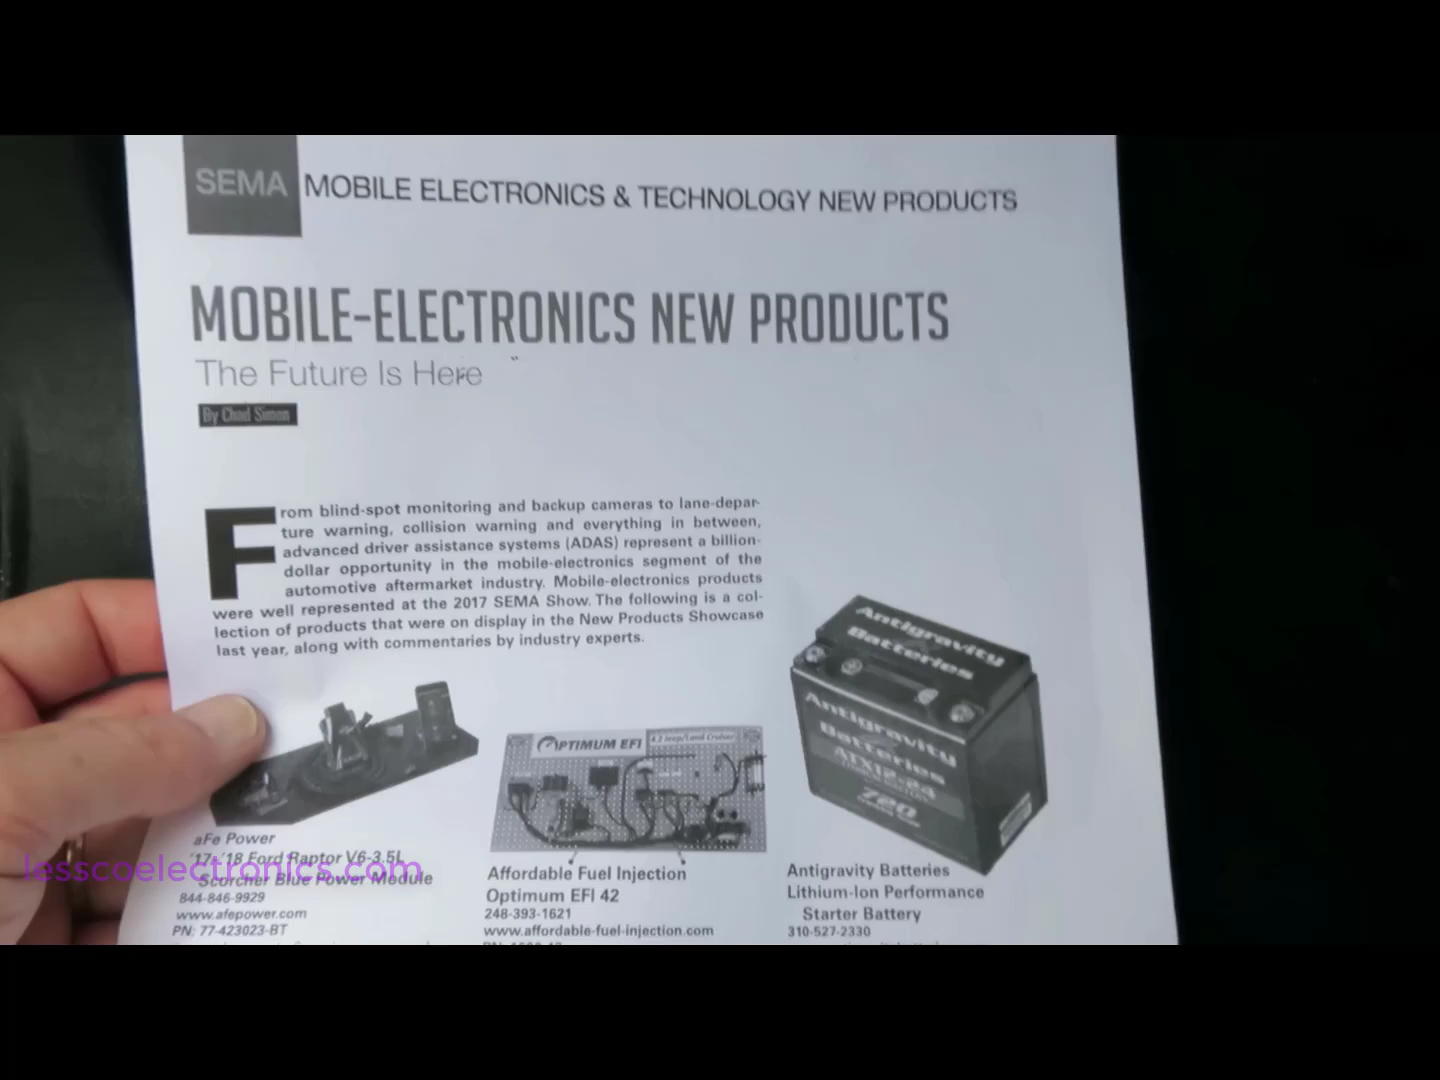 SEMA
MOBILE ELECTRONICS & TECHNOLOGY NEW PRODUCTS
MOBILE-ELECTRONICS NEW PRODUCTS
The Future Is Here
By Chad Simon
From blind-spot monitoring and backup cameras to lane-depar-
ture warning, collision warning and everything in between,
advanced driver assistance systems (ADAS) represent a billion-
dollar opportunity in the mobile-electronics segment of the
automotive aftermarket industry. Mobile-electronics products
were well represented at the 2017 SEMA Show. The following is a col-
lection of products that were on display in the New Products Showcase
last year, along with commentaries by industry experts.
aFe Power
'17-'18 Ford Raptor V6-3.5L
Scorcher Blue Power Module
844-846-9929
www.afepower.com
PN: 77-423023-BT
lesscoelectronics.com
OPTIMUM EFI
4.2 Jeep/Land Cruiser
Affordable Fuel Injection
Optimum EFI 42
248-393-1621
www.affordable-fuel-injection.com
Antigravity
Batteries
Antigravity
Batteries
ATX12-24
720
Antigravity Batteries
Lithium-Ion Performance
Starter Battery
310-527-2330